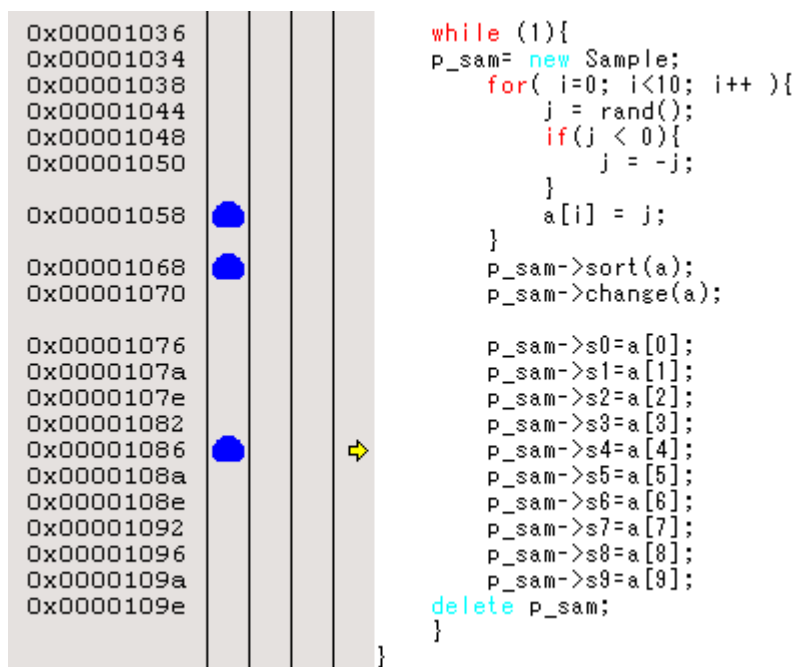 0x00001036 while (1){
0x00001034 p_sam= new Sample;
0x00001038 for( i=0; i<10; i++ ){
0x00001044 j = rand();
0x00001048 if(j < 0){
0x00001050 j = -j;
}
0x00001058 a[i] = j;
}
0x00001068 p_sam->sort(a);
0x00001070 p_sam->change(a);
0x00001076 p_sam->s0=a[0];
0x0000107a p_sam->s1=a[1];
0x0000107e p_sam->s2=a[2];
0x00001082 p_sam->s3=a[3];
0x00001086 p_sam->s4=a[4];
0x0000108a p_sam->s5=a[5];
0x0000108e p_sam->s6=a[6];
0x00001092 p_sam->s7=a[7];
0x00001096 p_sam->s8=a[8];
0x0000109a p_sam->s9=a[9];
0x0000109e delete p_sam;
}
}